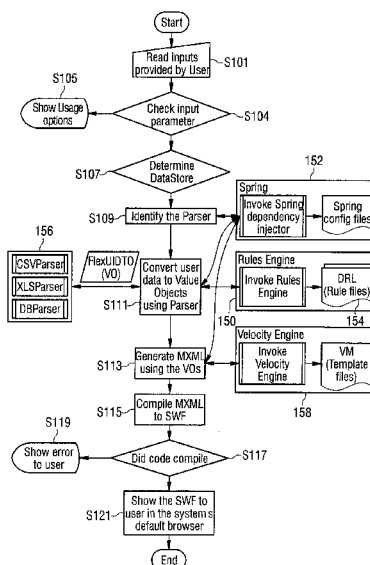 Start
Read inputs
provided by User
S101
S105
Show Usage
options
Check input
parameter
S104
S107
Determine
DataStore
152
Spring
Invoke Spring
dependency
injector
Spring
config files
S109
Identify the Parser
156
CSVParser
XLSParser
DBParser
FlexUIDTO
(VO)
Convert user
data to Value
Objects
using Parser
S111
Rules Engine
Invoke Rules
Engine
DRL
(Rule files)
150
154
Velocity Engine
Invoke
Velocity
Engine
VM
(Template
files)
158
S113
Generate MXML
using the VOs
S115
Compile MXML
to SWF
S119
Show error
to user
Did code compile
S117
Show the SWF to
user in the system's
default browser
S121
End